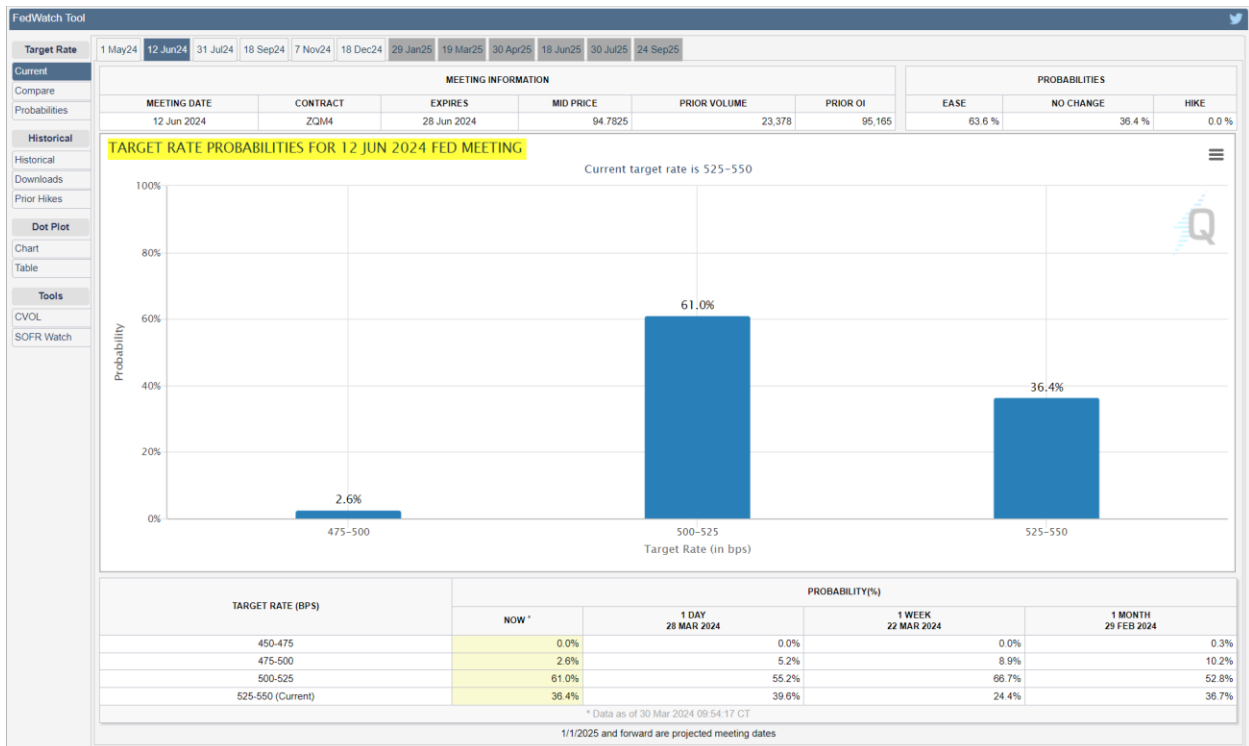 FedWatch Tool
Target Rate
Current
Compare
Probabilities
Historical
Historical
Downloads
Prior Hikes
Dot Plot
Chart
Table
Tools
CVOL
SOFR Watch
1 May24 12 Jun24 31 Jul24 18 Sep24 7 Nov24 18 Dec24 29 Jan25 19 Mar25 30 Apr25 18 Jun25 30 Jul25 24 Sep25
MEETING INFORMATION
MEETING DATE CONTRACT EXPIRES MID PRICE PRIOR VOLUME PRIOR OI
12 Jun 2024 ZQM4 28 Jun 2024 94.7825 23,378 95,165
PROBABILITIES
EASE NO CHANGE HIKE
63.6 % 36.4 % 0.0 %
TARGET RATE PROBABILITIES FOR 12 JUN 2024 FED MEETING
Current target rate is 525-550
Q
Probability
100%
80%
60%
40%
20%
0%
2.6%
61.0%
36.4%
475-500 500-525 525-550
Target Rate (in bps)
TARGET RATE (BPS) PROBABILITY(%)
NOW * 1 DAY 1 WEEK 1 MONTH
28 MAR 2024 22 MAR 2024 29 FEB 2024
450-475 0.0% 0.0% 0.0% 0.3%
475-500 2.6% 5.2% 8.9% 10.2%
500-525 61.0% 55.2% 66.7% 52.8%
525-550 (Current) 36.4% 39.6% 24.4% 36.7%
* Data as of 30 Mar 2024 09:54:17 CT
1/1/2025 and forward are projected meeting dates